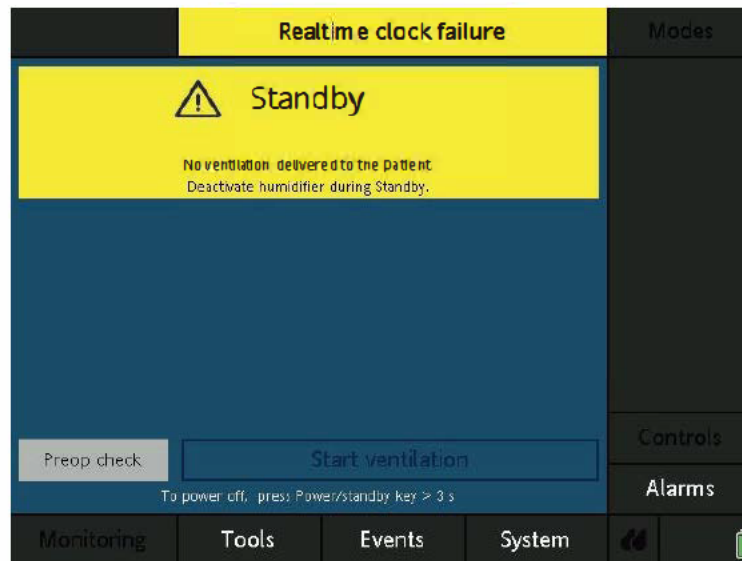 Realtime clock failure
Modes
Standby
No ventilation delivered to the Patient
Deactivate humidifier during Standby.
Controls
Preop check
Start ventilation
Alarms
To power off, press Power/standby key > 3 s
Monitoring
Tools
Events
System